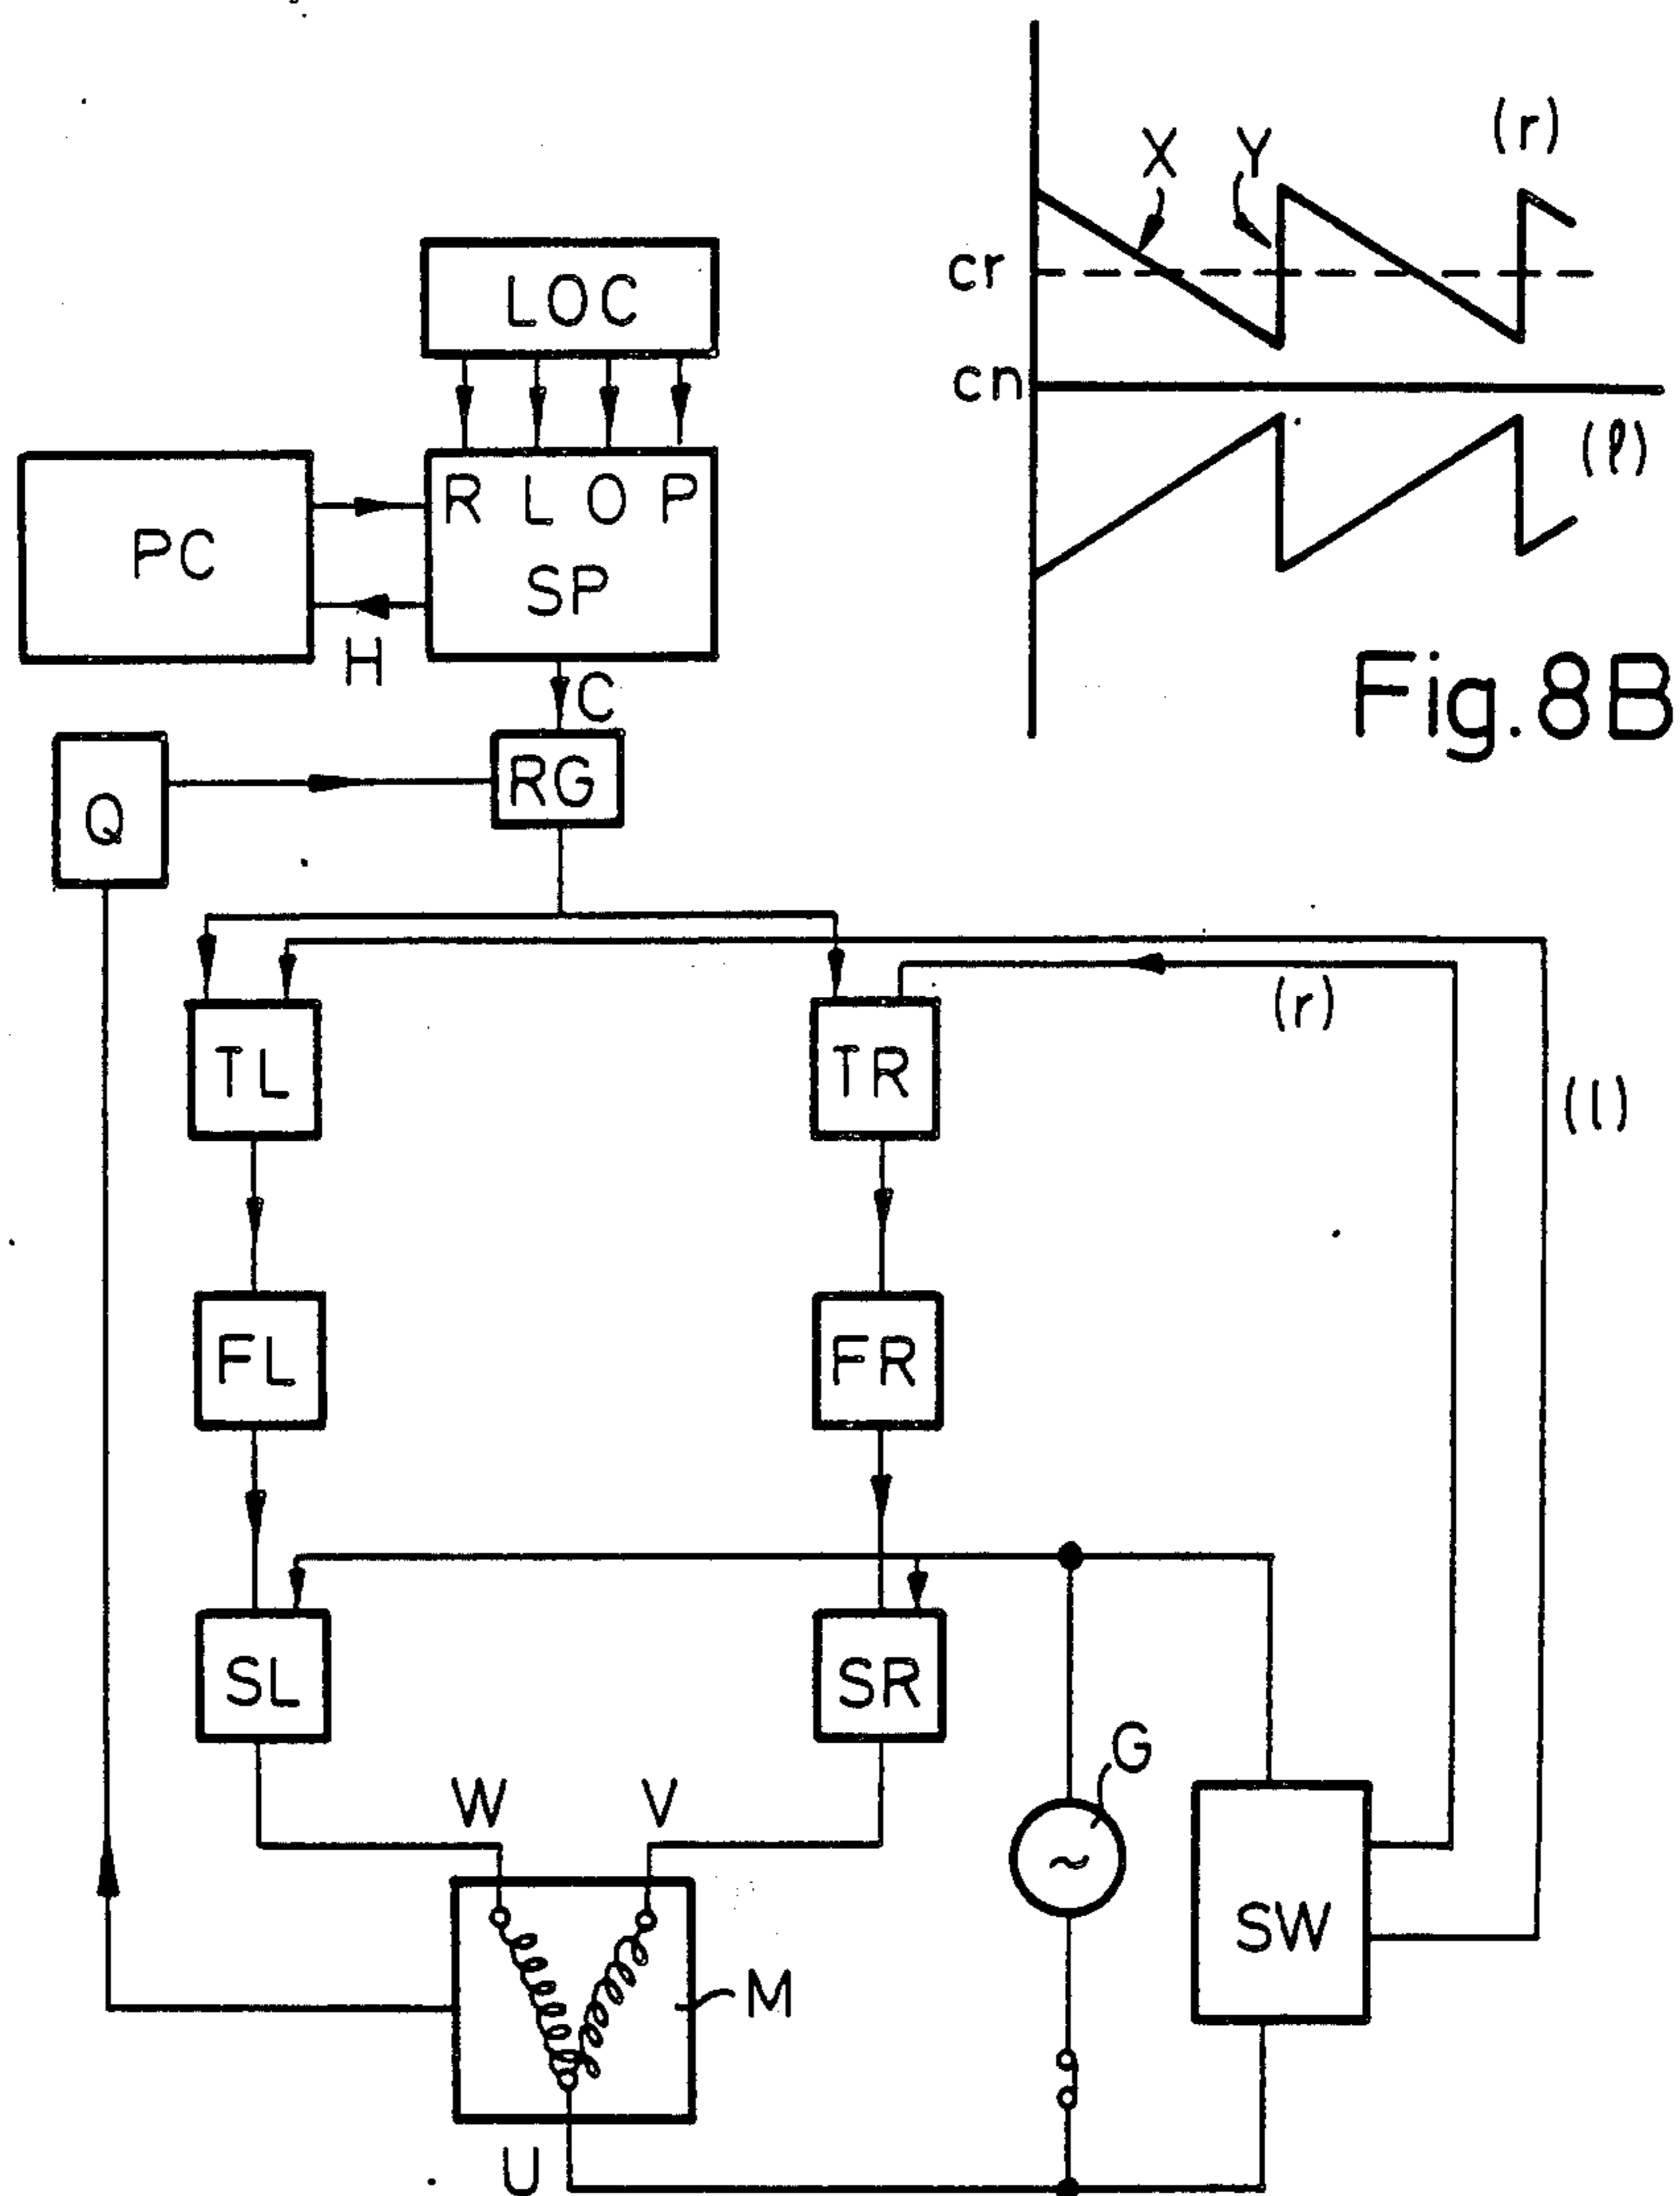 X Y (r)
LOC
cr
cn
R L O P
(l)
PC
SP
H
Fig.8B
C
RG
Q
(r)
TL
TR
(l)
FL
FR
SL
SR
G
W V
~
SW
M
U